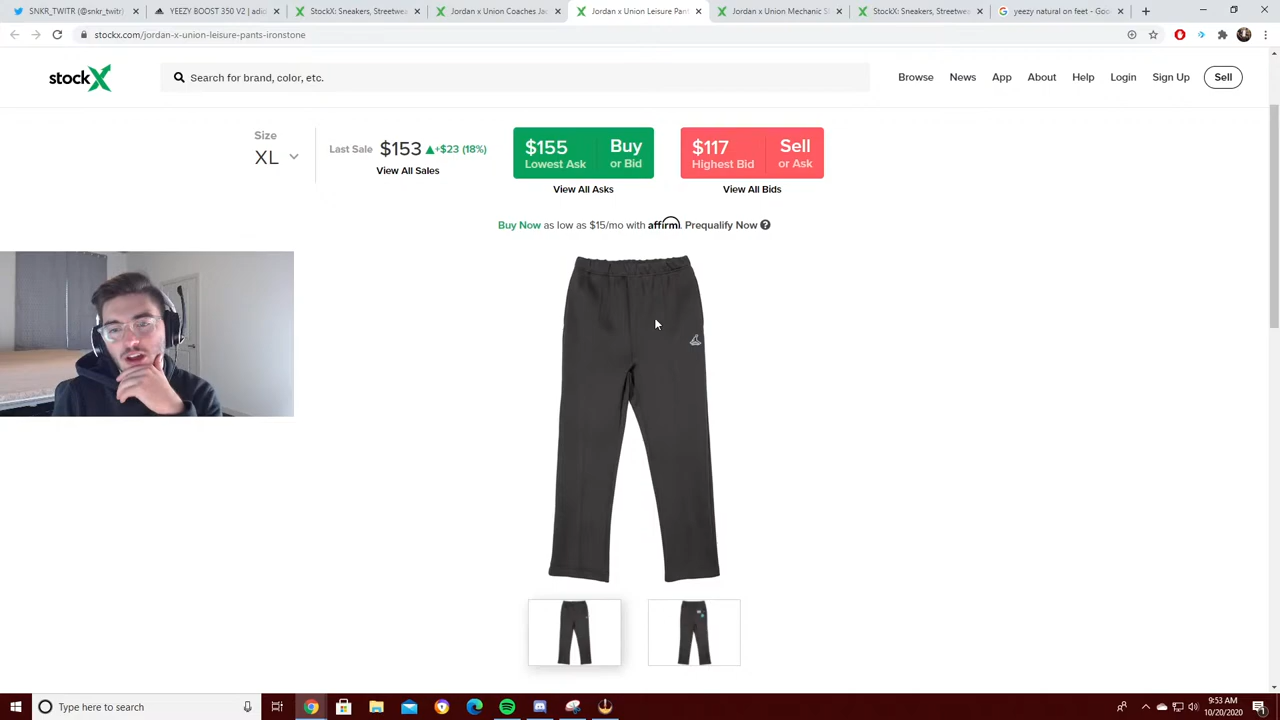 SNKR_TWITR (@snkr_twitr)
YEEZY BOOST 350 V2 | adid
StockX: Sneakers, Streetwea
Jordan x Union Coaches Jac
Jordan x Union Leisure Pa
Jordan x Union Mechanic Sh
StockX: Sneakers, Streetwea
yeezy natural on feet - Goo
stockx.com/jordan-x-union-leisure-pants-ironstone
stockX
Search for brand, color, etc.
Browse
News
App
About
Help
Login
Sign Up
Sell
Size
XL
Last Sale $153 ▲+$23 (18%)
View All Sales
$155 Buy
Lowest Ask or Bid
View All Asks
$117 Sell
Highest Bid or Ask
View All Bids
Buy Now as low as $15/mo with affirm. Prequalify Now ?
Type here to search
9:53 AM
10/20/2020